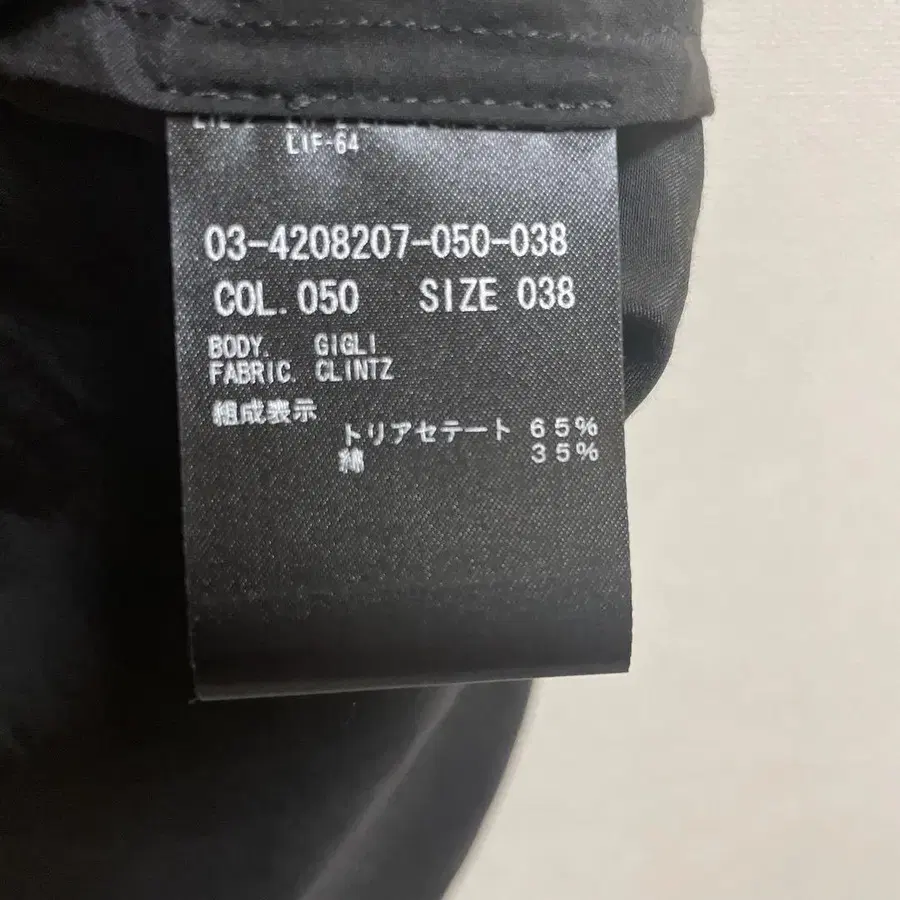 LIF-64
03-4208207-050-038
COL. 050 SIZE 038
BODY. GIGLI
FABRIC. CLINTZ
組成表示
トリアセテート 65%
綿 35%